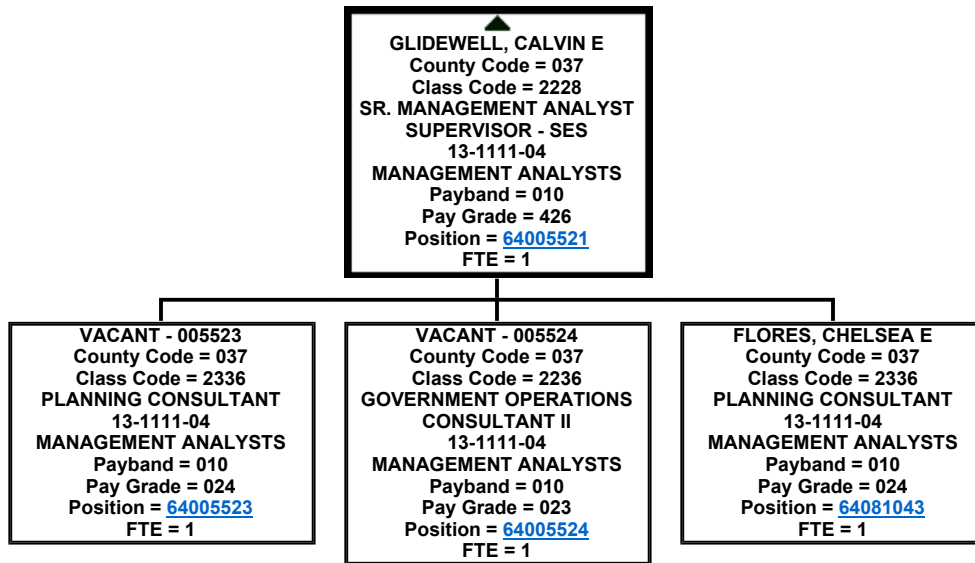 GLIDEWELL, CALVIN E
County Code = 037
Class Code = 2228
SR. MANAGEMENT ANALYST
SUPERVISOR - SES
13-1111-04
MANAGEMENT ANALYSTS
Payband = 010
Pay Grade = 426
Position = 64005521
FTE = 1
VACANT - 005523
County Code = 037
Class Code = 2336
PLANNING CONSULTANT
13-1111-04
MANAGEMENT ANALYSTS
Payband = 010
Pay Grade = 024
Position = 64005523
FTE = 1
VACANT - 005524
County Code = 037
Class Code = 2236
GOVERNMENT OPERATIONS
CONSULTANT II
13-1111-04
MANAGEMENT ANALYSTS
Payband = 010
Pay Grade = 023
Position = 64005524
FTE = 1
FLORES, CHELSEA E
County Code = 037
Class Code = 2336
PLANNING CONSULTANT
13-1111-04
MANAGEMENT ANALYSTS
Payband = 010
Pay Grade = 024
Position = 64081043
FTE = 1